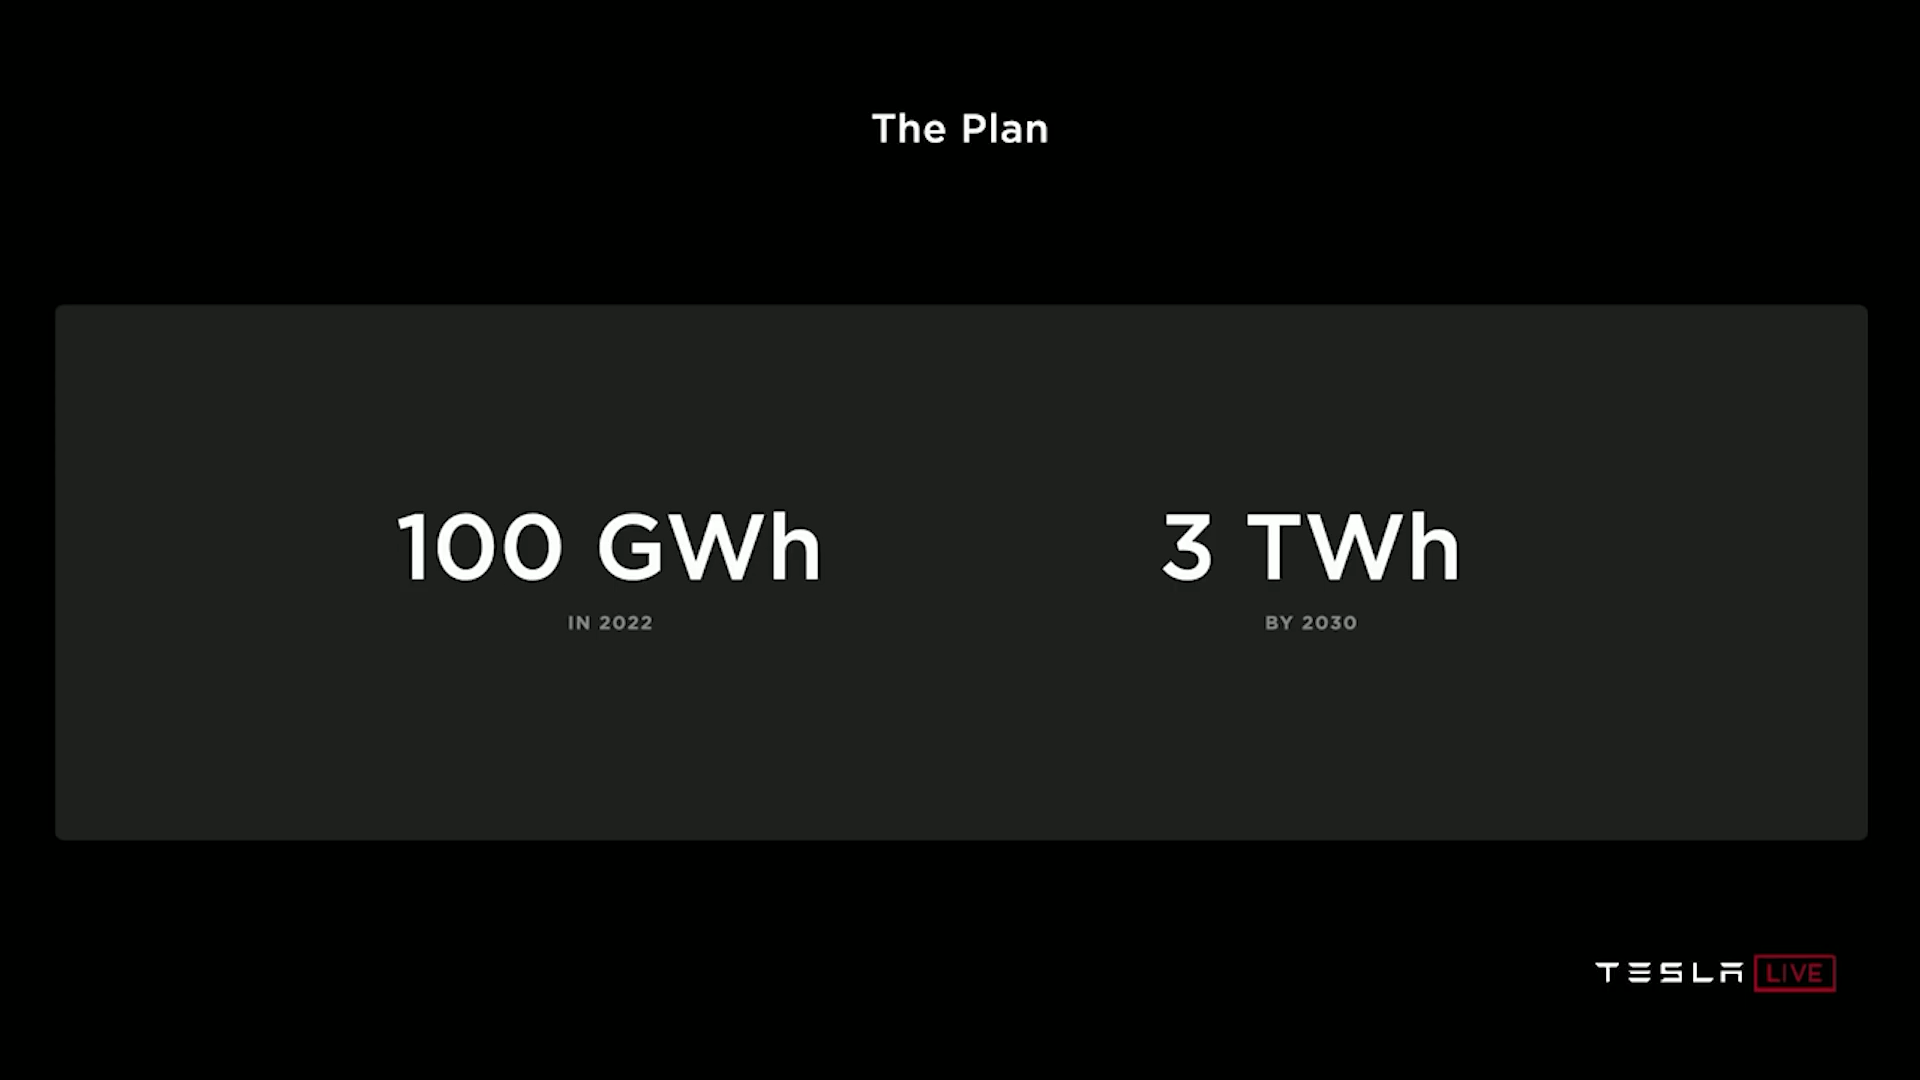 The Plan
100 GWh
IN 2022
3 TWh
BY 2030
TESLA LIVE